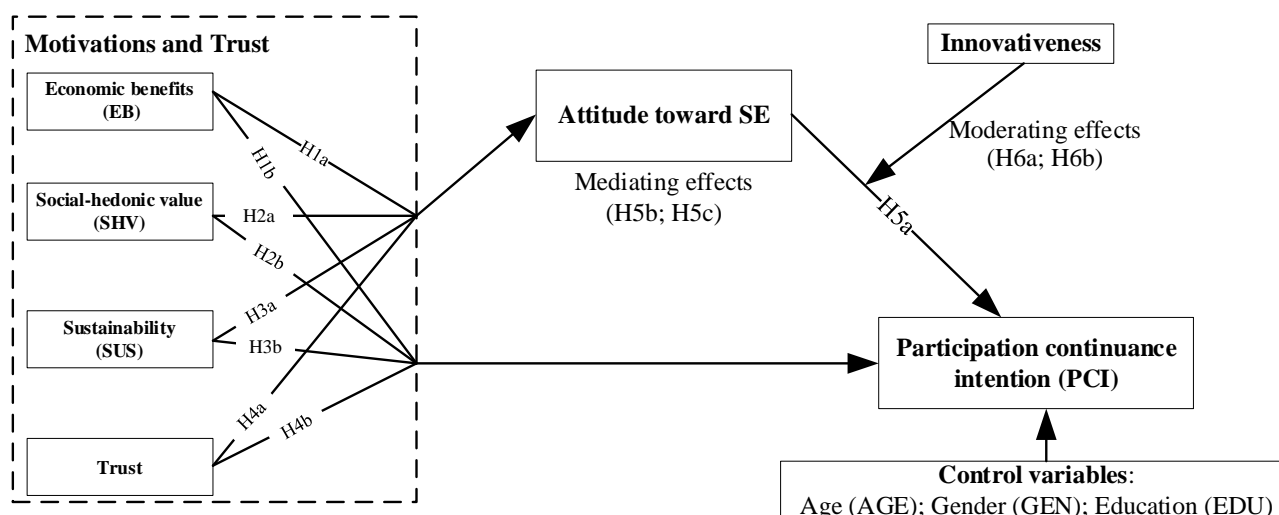 Motivations and Trust
Economic benefits
(EB)
Social-hedonic value
(SHV)
Sustainability
(SUS)
Trust
H1a
H1b
H2a
H2b
H3a
H3b
H4a
H4b
Attitude toward SE
Mediating effects
(H5b; H5c)
Innovativeness
Moderating effects
(H6a; H6b)
H5a
Participation continuance
intention (PCI)
Control variables:
Age (AGE); Gender (GEN); Education (EDU)